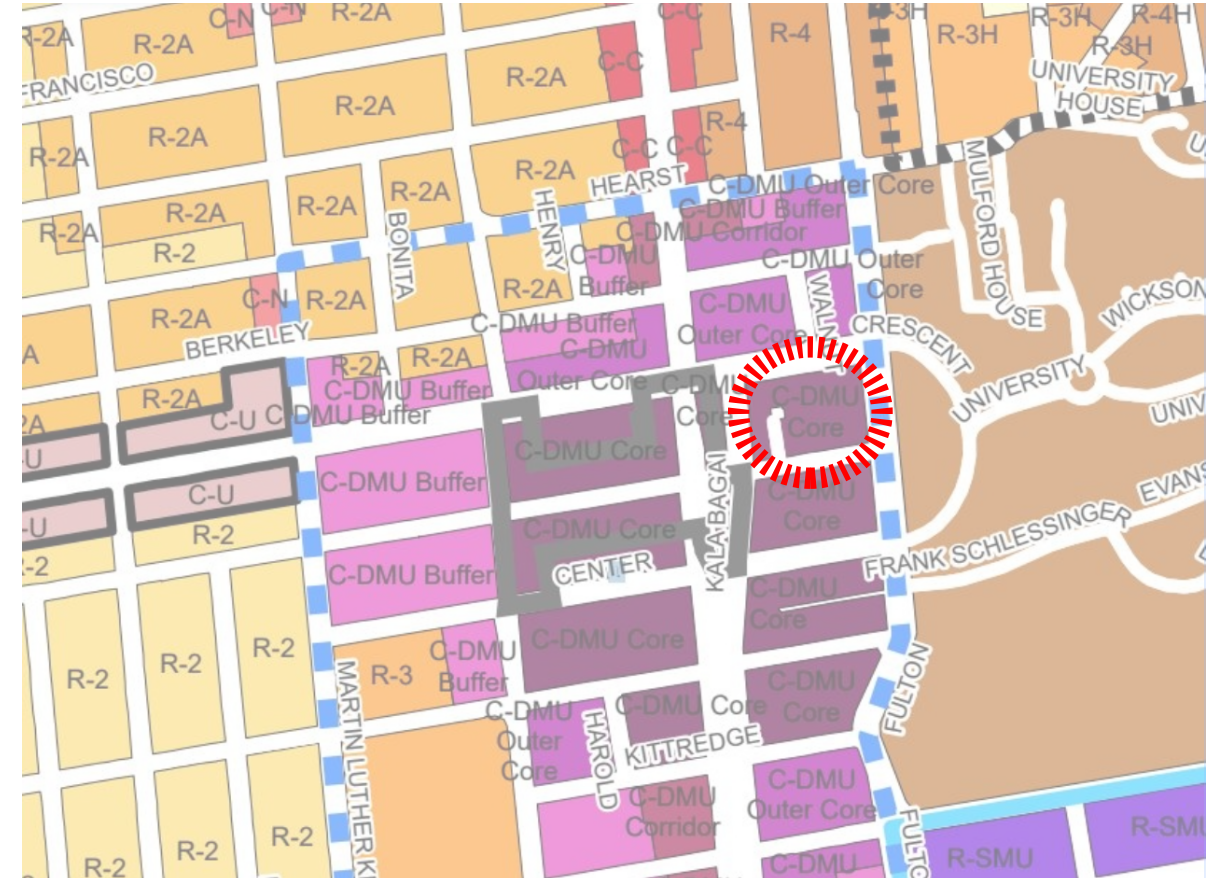 C-N
C-N
C-C
-3H
R-3H
R-4H
R-2A
R-2A
R-2A
R-4
R-3H
R-3H
FRANCISCO
R-2A
C-C
UNIVERSITY
HOUSE
R-2A
R-2A
R-4
R-2A
C-C
C-C
R-2A
HEARST
MULFORD HOUSE
R-2A
R-2A
R-2A
C-DMU Outer Core
C-DMU Buffer
R-2A
R-2
BONITA
HENRY
C-DMU Corridor
C-DMU
Buffer
C-DMU Outer
Core
C-N
R-2A
R-2A
R-2A
C-DMU
Outer Core
WALNUT
WICKSON
BERKELEY
C-DMU Buffer
C-DMU
Outer Core
CRESCENT
A
R-2A
R-2A
C-DMU Buffer
C-DMU
Core
C-DMU
Core
UNIVERSITY
UNIV
R-2A
C-U
C-DMU Buffer
2A
-U
C-DMU Core
C-DMU Buffer
C-U
-U
R-2
C-DMU
Core
KALA BAGAI
EVANS
C-DMU Core
FRANK SCHLESSINGER
-2
C-DMU Buffer
CENTER
C-DMU
Core
R-2
R-2
R-2
R-3
C-DMU
Buffer
C-DMU Core
C-DMU
Core
FULTON
MARTIN LUTHER K
C-DMU
Outer
Core
HAROLD
C-DMU Core
KITTREDGE
C-DMU
Corridor
C-DMU
Outer Core
FULTO
R-2
R-2
R-2
C-DMU
R-SMU
R-SMU